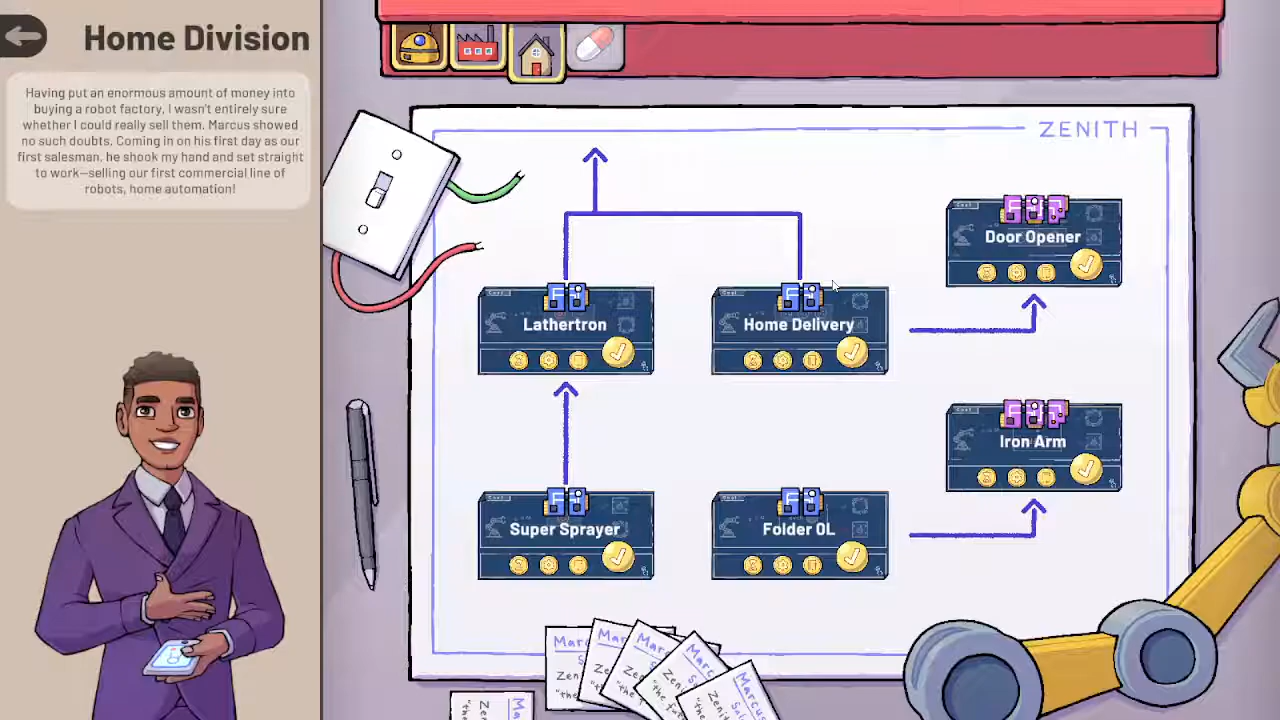 Home Division
Having put an enormous amount of money into
buying a robot factory, I wasn't entirely sure
whether I could really sell them. Marcus showed
no such doubts. Coming in on his first day as our
first salesman, he shook my hand and set straight
to work—selling our first commercial line of
robots, home automation!
ZENITH
Door Opener
Lathertron
Home Delivery
Iron Arm
Super Sprayer
Folder OL